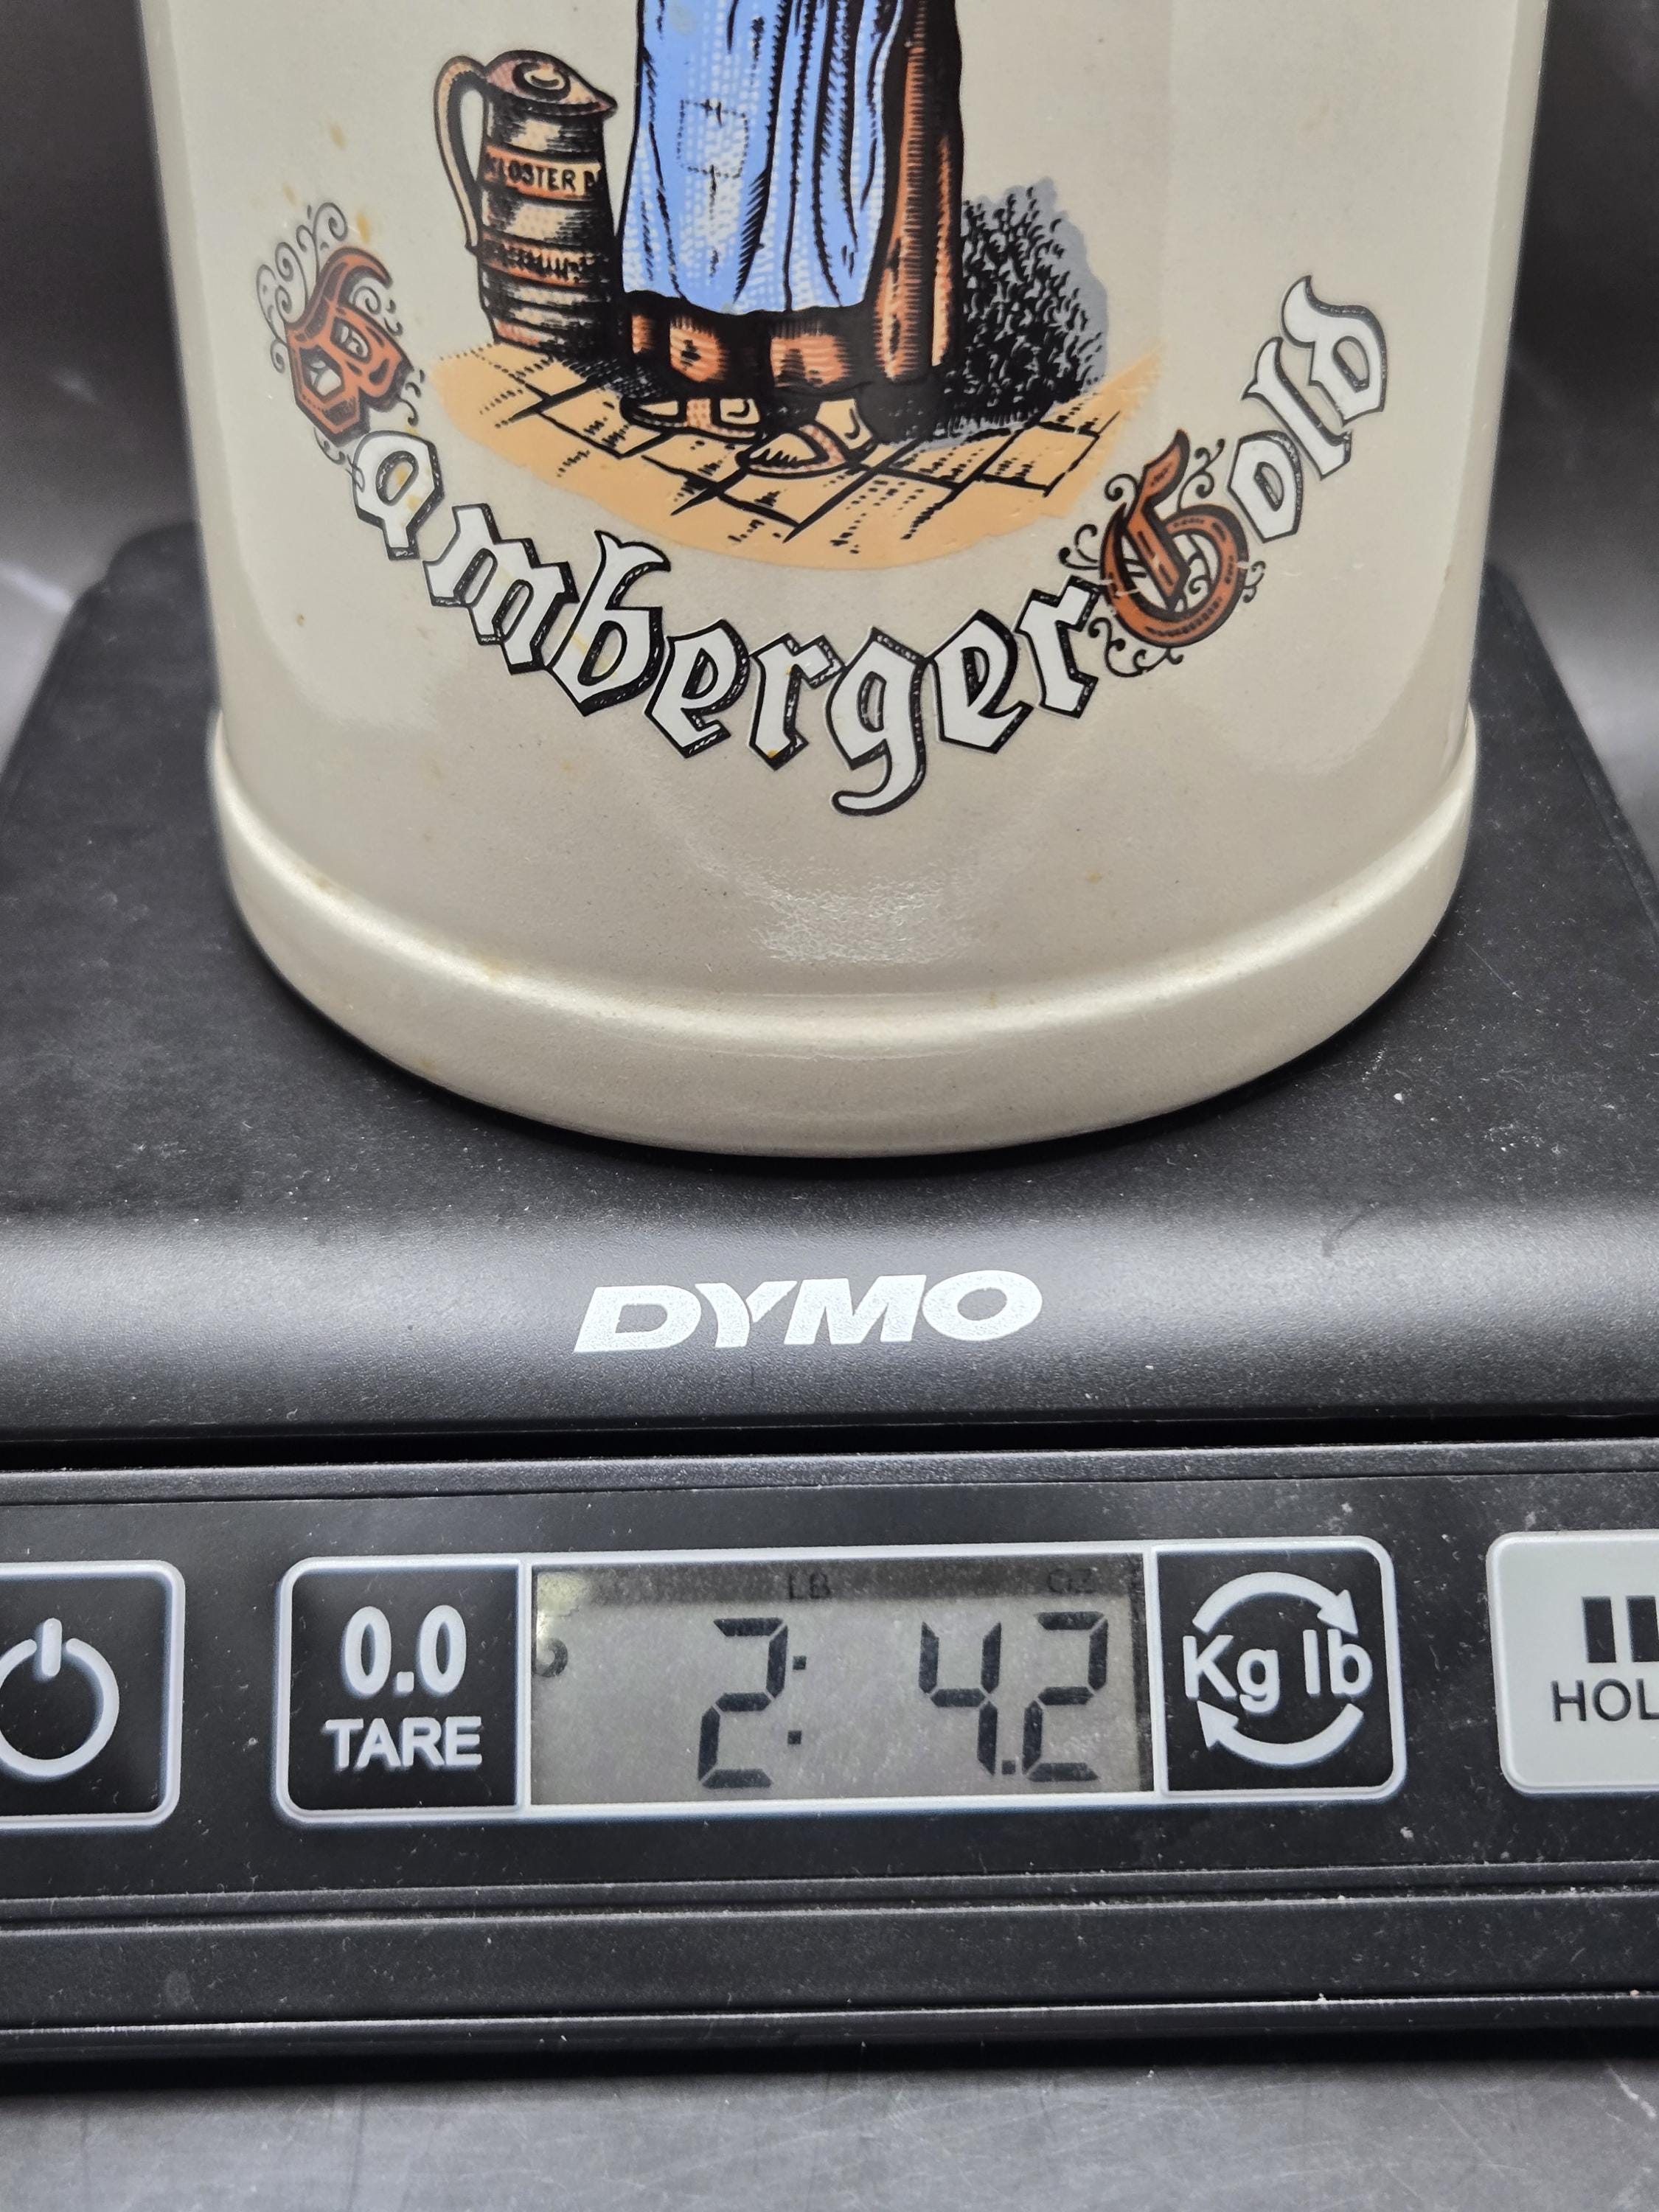 KLOSTER B
Bamberger Gold
DYMO
LB
OZ
0.0
TARE
2: 4.2
Kg lb
HOL